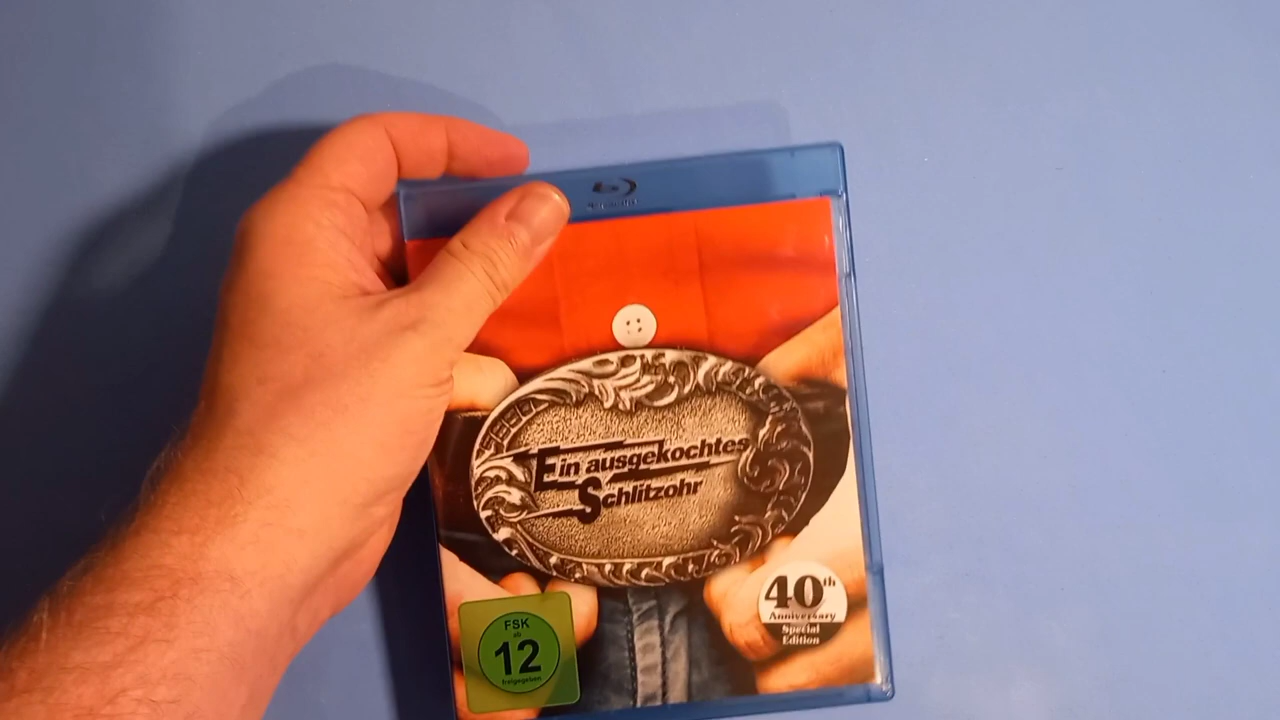 Ein ausgekochtes
Schlitzohr
40th
Anniversary
Special
Edition
FSK
ab
12
freigegeben